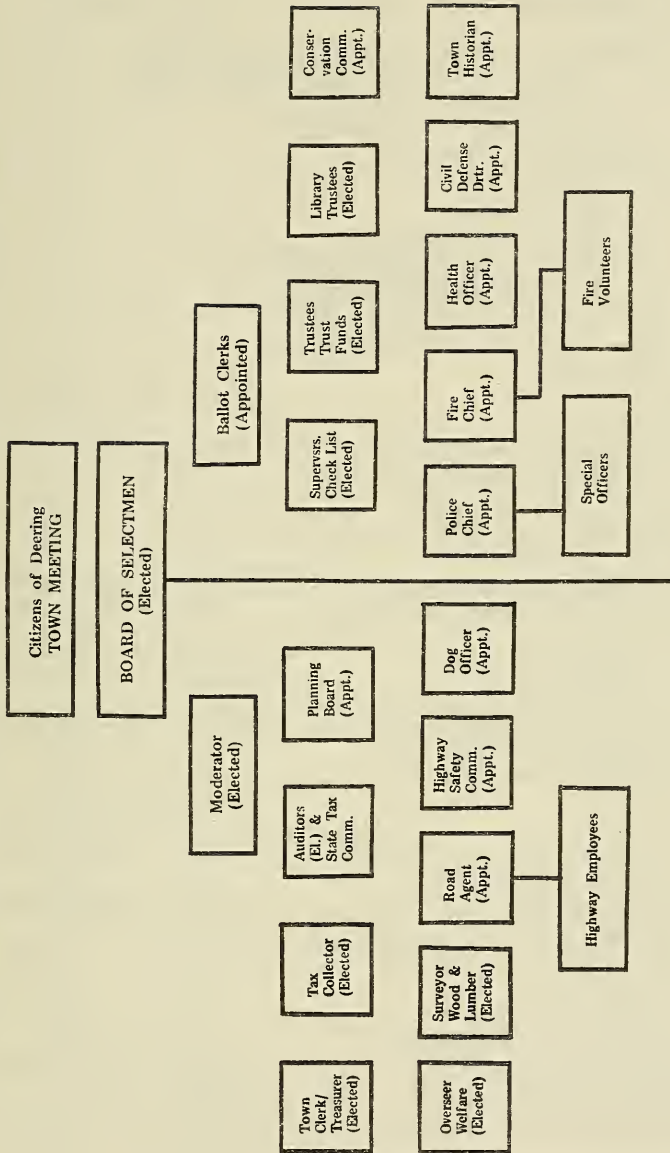 Citizens of Deering
TOWN MEETING
BOARD OF SELECTMEN
(Elected)
Moderator
(Elected)
Ballot Clerks
(Appointed)
Town
Clerk/
Treasurer
(Elected)
Tax
Collector
(Elected)
Auditors
(El.) &
State Tax
Comm.
Planning
Board
(Appt.)
Supervsrs.
Check List
(Elected)
Trustees
Trust
Funds
(Elected)
Library
Trustees
(Elected)
Conser-
vation
Comm.
(Appt.)
Overseer
Welfare
(Elected)
Surveyor
Wood &
Lumber
(Elected)
Road
Agent
(Appt.)
Highway
Safety
Comm.
(Appt.)
Dog
Officer
(Appt.)
Police
Chief
(Appt.)
Fire
Chief
(Appt.)
Health
Officer
(Appt.)
Civil
Defense
Drtr.
(Appt.)
Town
Historian
(Appt.)
Highway Employees
Special
Officers
Fire
Volunteers